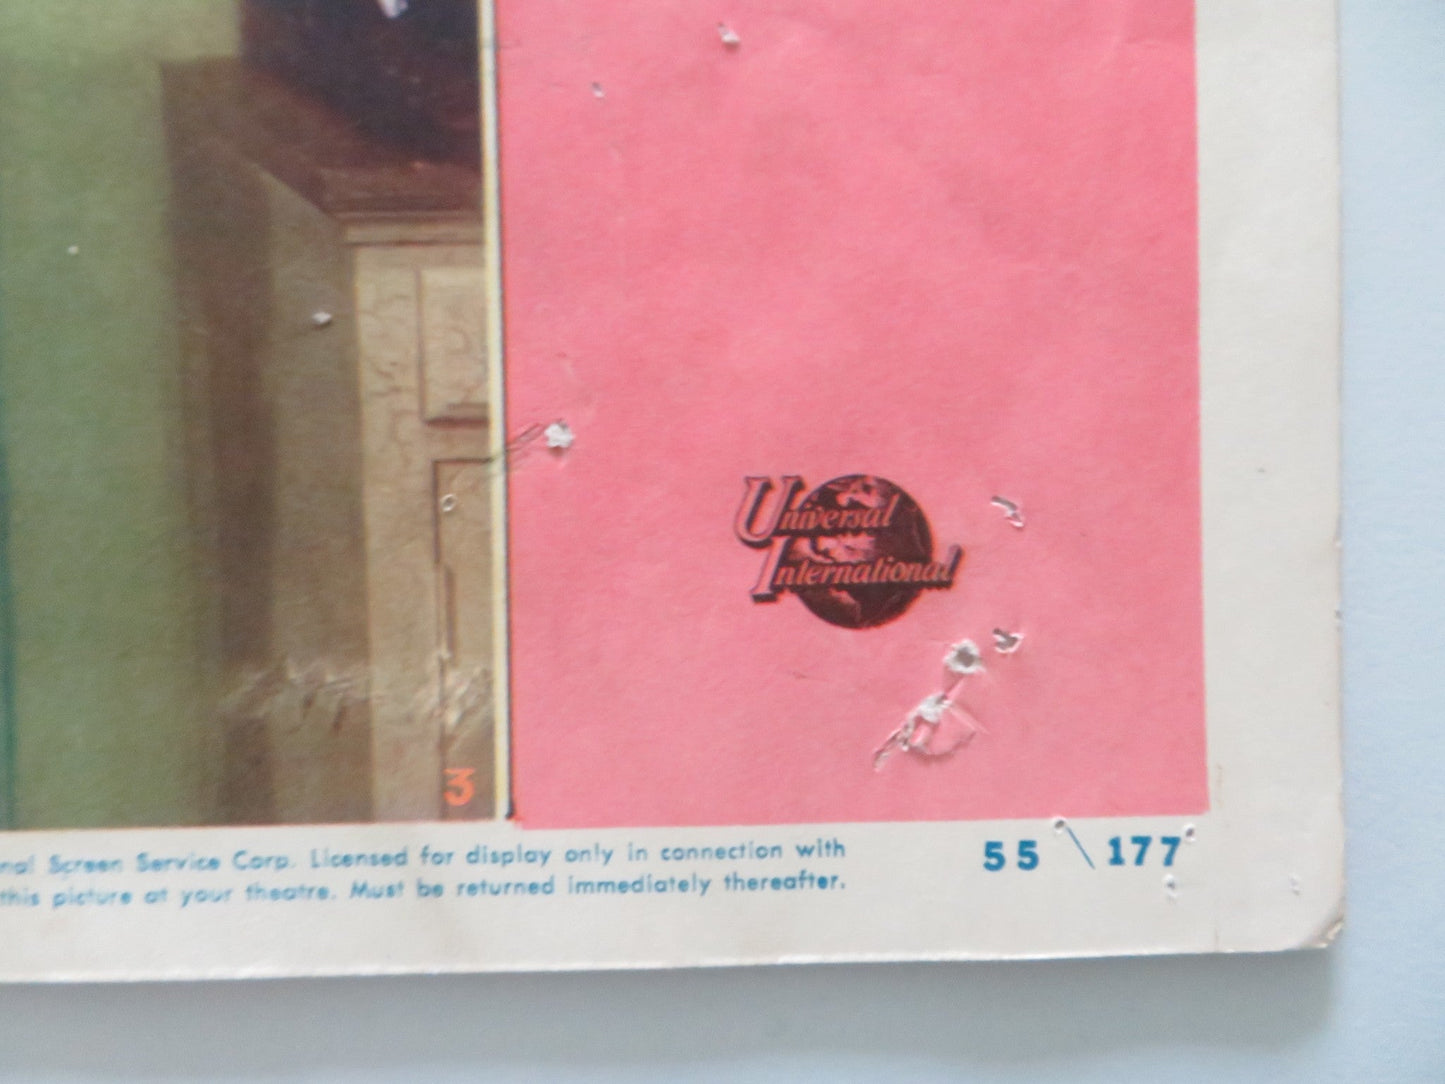 Universal
International
3
nal Screen Service Corp. Licensed for display only in connection with
this picture at your theatre. Must be returned immediately thereafter.
55 \ 177